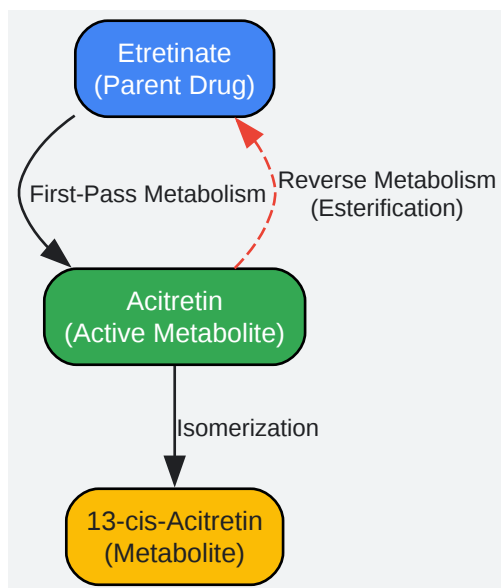 Etretinate
(Parent Drug)
First-Pass Metabolism
Reverse Metabolism
(Esterification)
Acitretin
(Active Metabolite)
Isomerization
13-cis-Acitretin
(Metabolite)